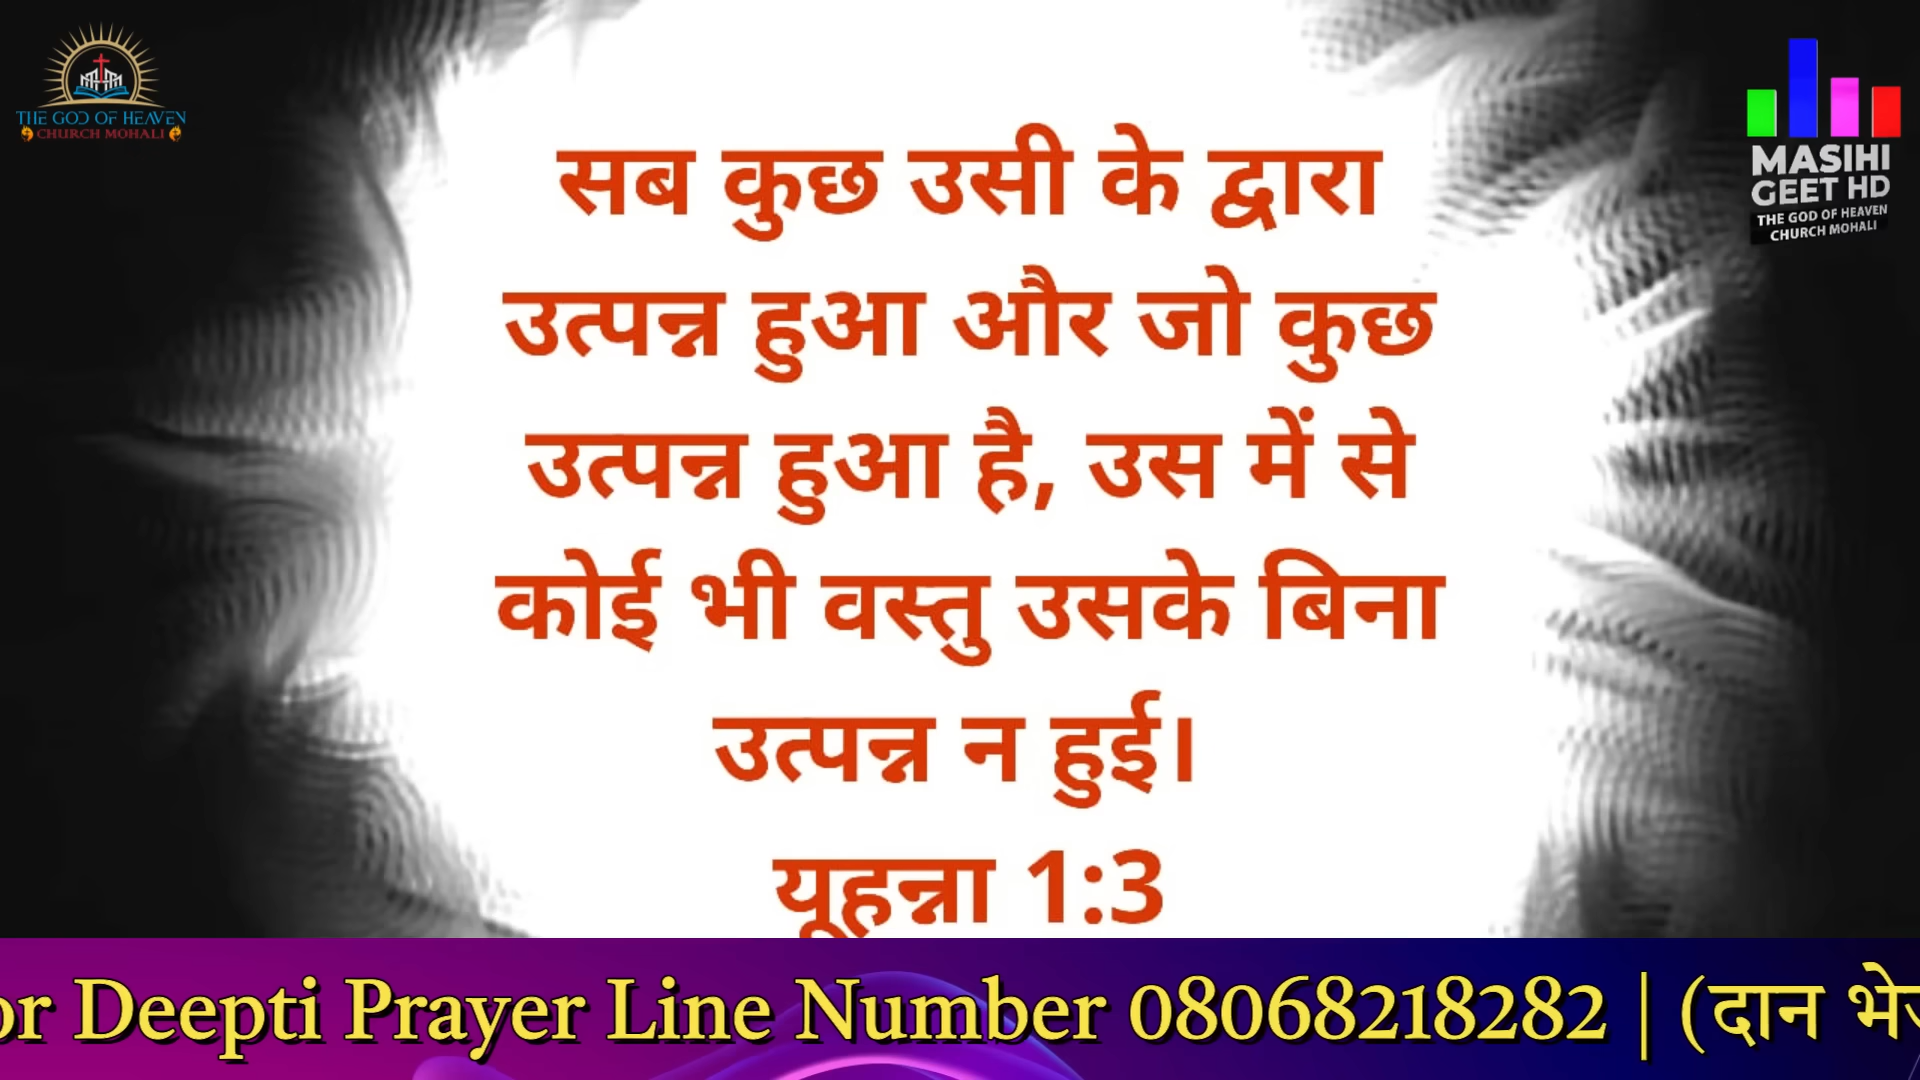 THE GOD OF HEAVEN
CHURCH MOHALI
MASIHI
GEET HD
THE GOD OF HEAVEN
CHURCH MOHALI
सब कुछ उसी के द्वारा
उत्पन्न हुआ और जो कुछ
उत्पन्न हुआ है, उस में से
कोई भी वस्तु उसके बिना
उत्पन्न न हुई।
यूहन्ना 1:3
or Deepti Prayer Line Number 08068218282 | (दान